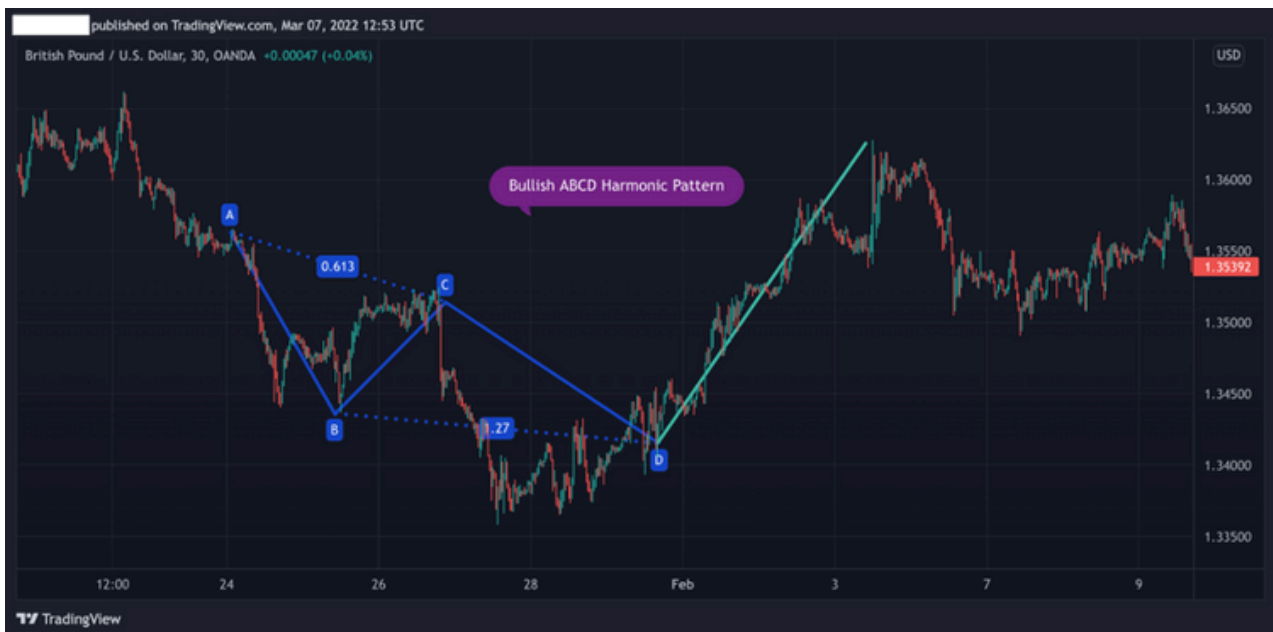 published on TradingView.com, Mar 07, 2022 12:53 UTC
British Pound / U.S. Dollar, 30, OANDA +0.00047 (+0.04%)
USD
1.36500
Bullish ABCD Harmonic Pattern
1.36000
A
1.35500
0.613
1.35392
C
1.35000
1.34500
B
1.27
D
1.34000
1.33500
12:00 24 26 28 Feb 3 7 9
TradingView